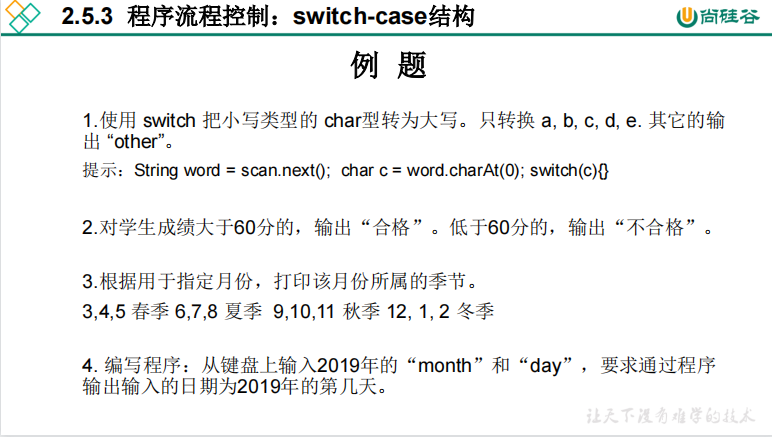 2.5.3 程序流程控制：switch-case结构
尚硅谷
例 题
1.使用 switch 把小写类型的 char型转为大写。只转换 a, b, c, d, e. 其它的输
出 “other”。
提示：String word = scan.next(); char c = word.charAt(0); switch(c){}
2.对学生成绩大于60分的，输出“合格”。低于60分的，输出“不合格”。
3.根据用于指定月份，打印该月份所属的季节。
3,4,5 春季 6,7,8 夏季 9,10,11 秋季 12, 1, 2 冬季
4. 编写程序：从键盘上输入2019年的“month”和“day”，要求通过程序
输出输入的日期为2019年的第几天。
让天下没有难学的技术